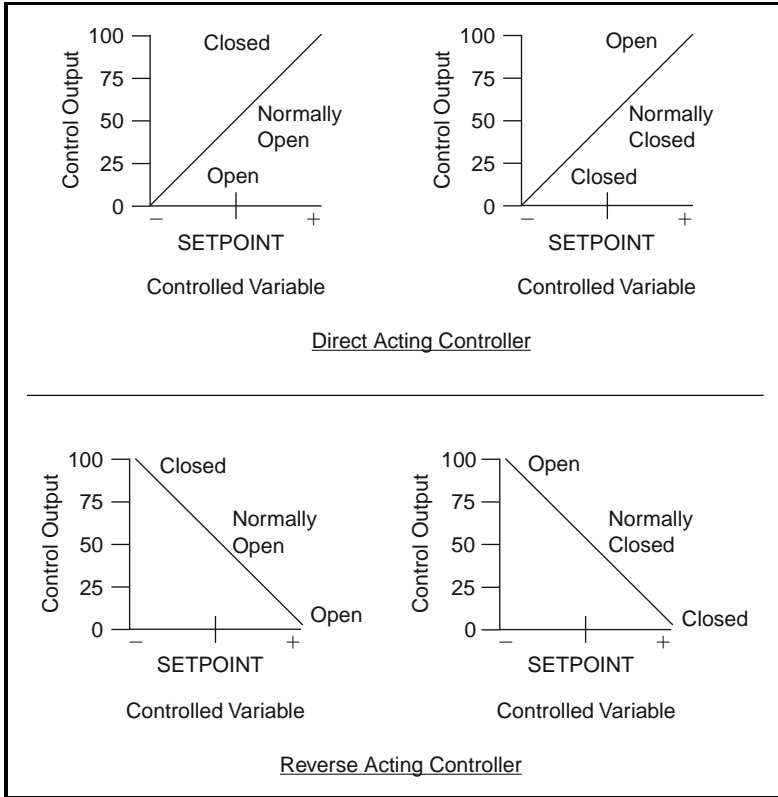 Control Output
100
75
50
25
0
Closed
Normally
Open
Open
− +
SETPOINT
Controlled Variable
Control Output
100
75
50
25
0
Open
Normally
Closed
Closed
− +
SETPOINT
Controlled Variable
Direct Acting Controller
Control Output
100
75
50
25
0
Closed
Normally
Open
Open
− +
SETPOINT
Controlled Variable
Control Output
100
75
50
25
0
Open
Normally
Closed
Closed
− +
SETPOINT
Controlled Variable
Reverse Acting Controller